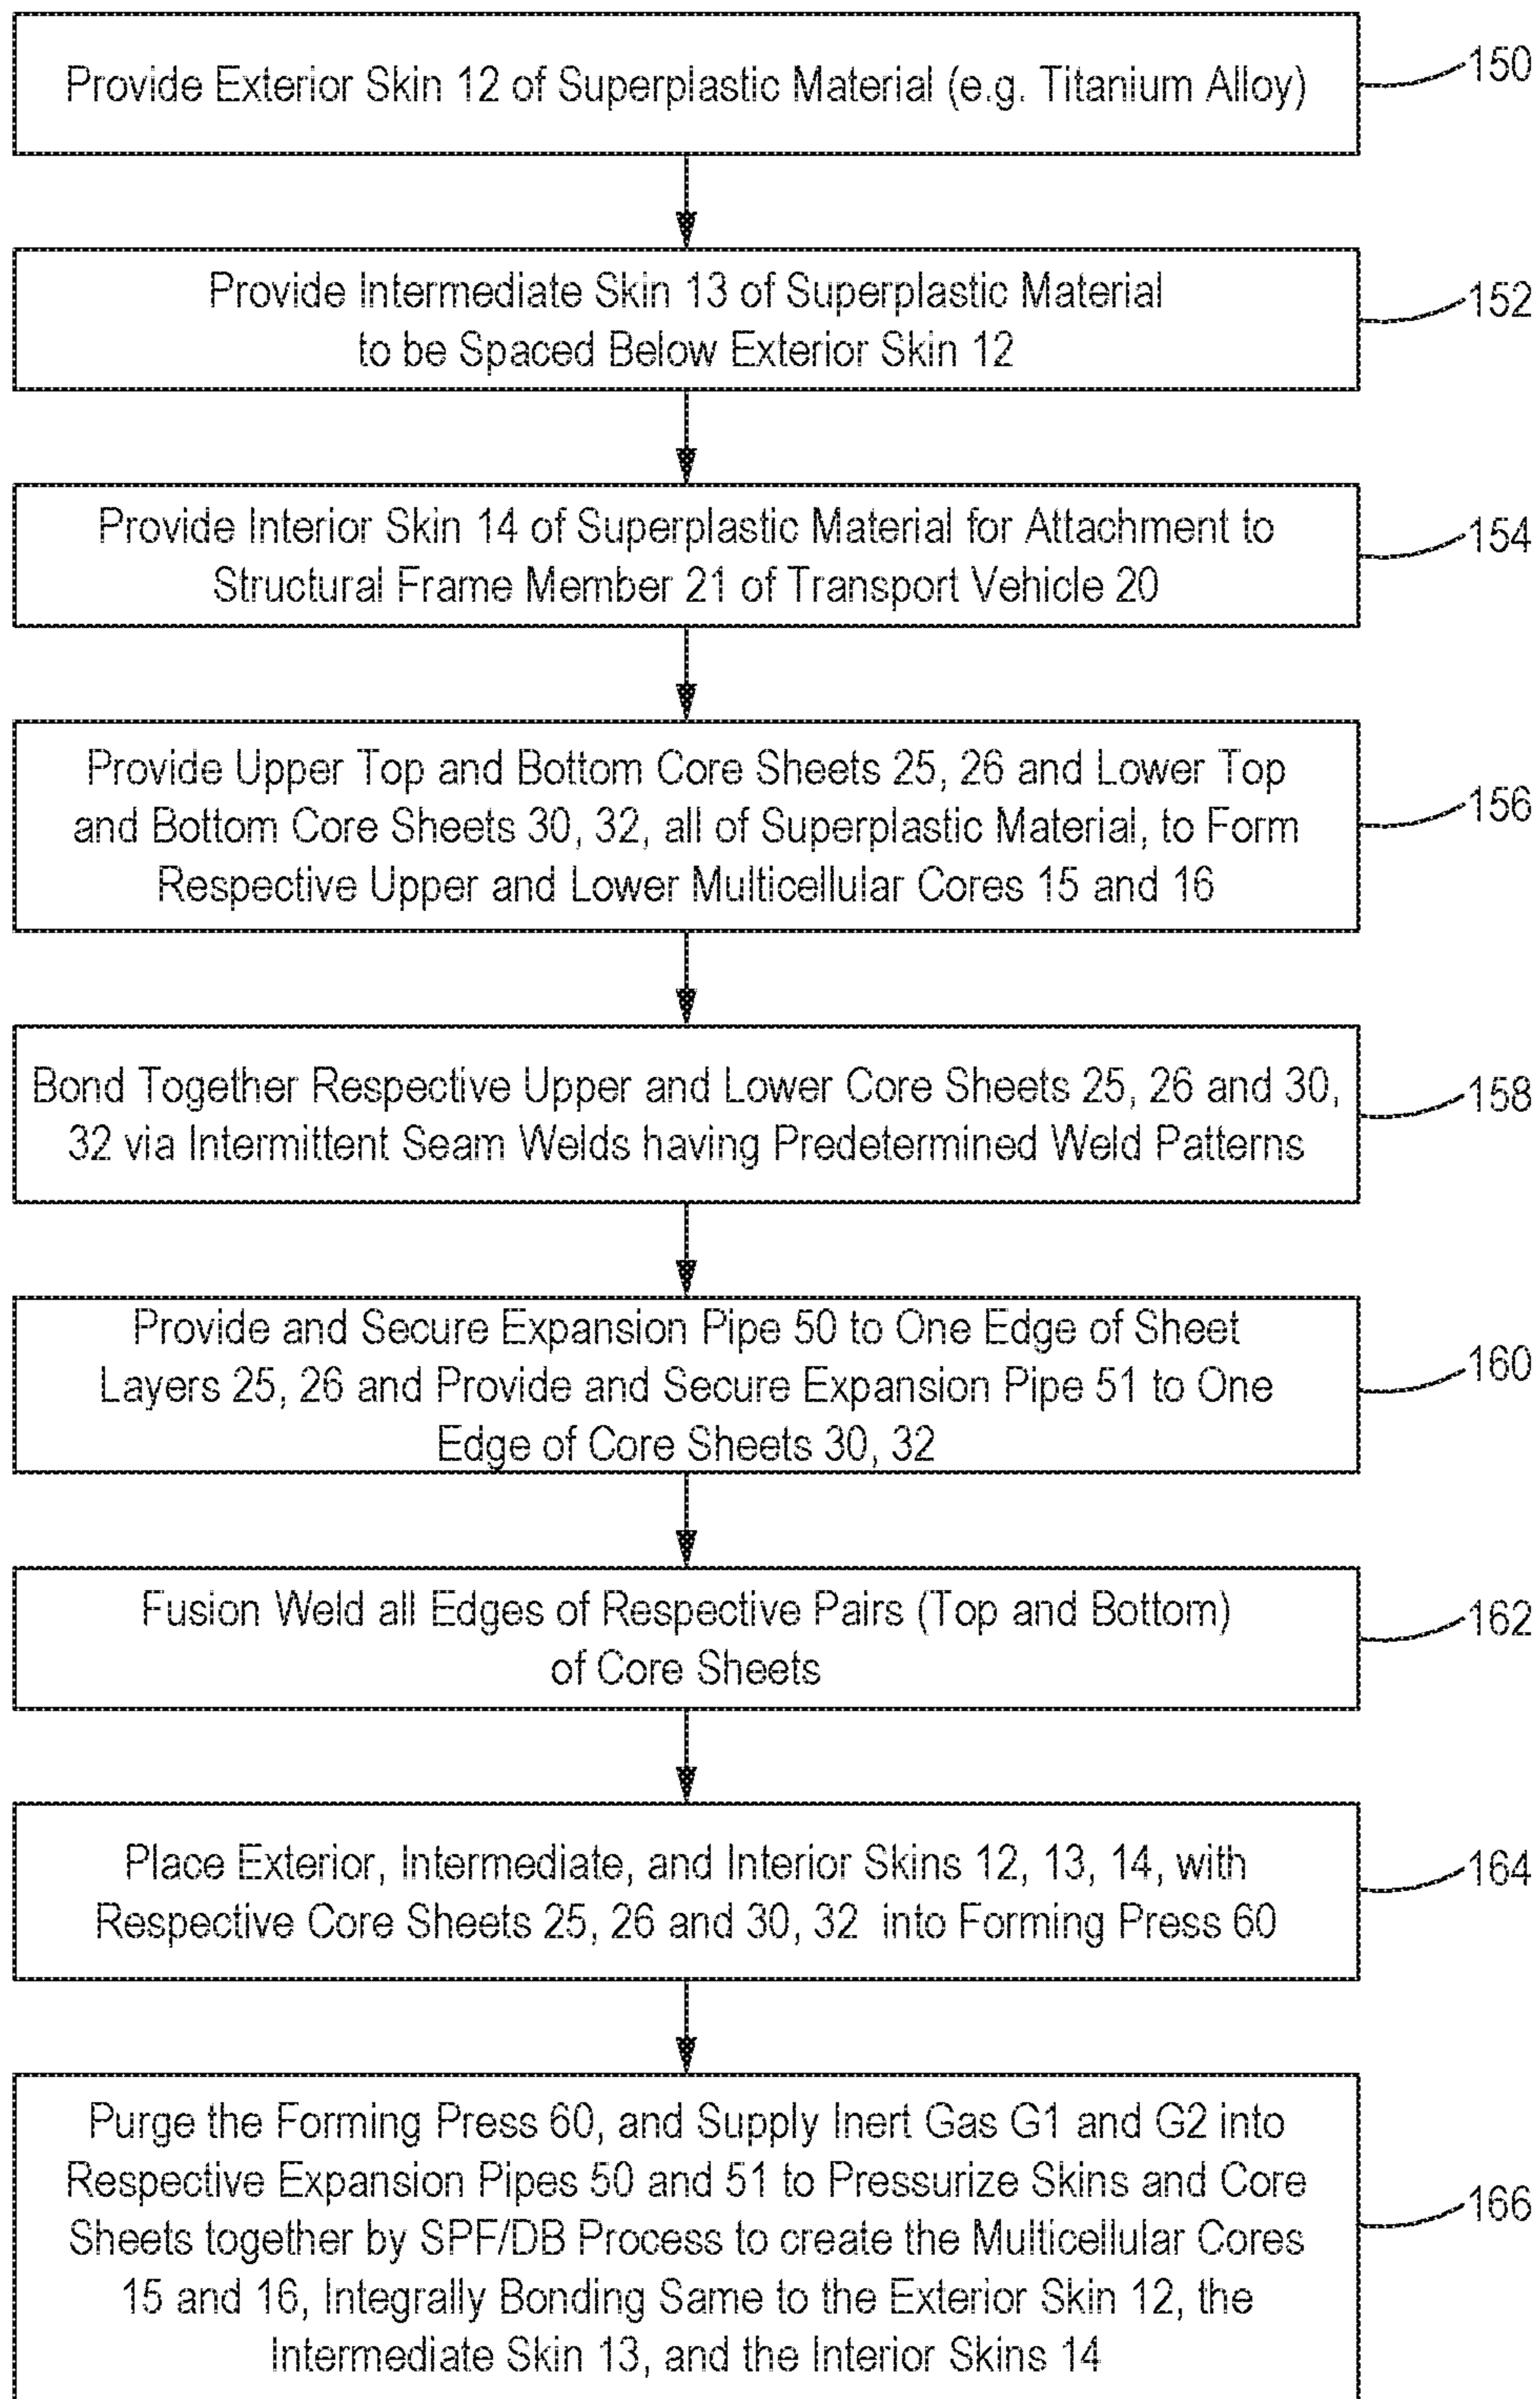 Provide Exterior Skin 12 of Superplastic Material (e.g. Titanium Alloy)
150
Provide Intermediate Skin 13 of Superplastic Material
to be Spaced Below Exterior Skin 12
152
Provide Interior Skin 14 of Superplastic Material for Attachment to
Structural Frame Member 21 of Transport Vehicle 20
154
Provide Upper Top and Bottom Core Sheets 25, 26 and Lower Top
and Bottom Core Sheets 30, 32, all of Superplastic Material, to Form
Respective Upper and Lower Multicellular Cores 15 and 16
156
Bond Together Respective Upper and Lower Core Sheets 25, 26 and 30,
32 via Intermittent Seam Welds having Predetermined Weld Patterns
158
Provide and Secure Expansion Pipe 50 to One Edge of Sheet
Layers 25, 26 and Provide and Secure Expansion Pipe 51 to One
Edge of Core Sheets 30, 32
160
Fusion Weld all Edges of Respective Pairs (Top and Bottom)
of Core Sheets
162
Place Exterior, Intermediate, and Interior Skins 12, 13, 14, with
Respective Core Sheets 25, 26 and 30, 32 into Forming Press 60
164
Purge the Forming Press 60, and Supply Inert Gas G1 and G2 into
Respective Expansion Pipes 50 and 51 to Pressurize Skins and Core
Sheets together by SPF/DB Process to create the Multicellular Cores
15 and 16, Integrally Bonding Same to the Exterior Skin 12, the
Intermediate Skin 13, and the Interior Skins 14
166